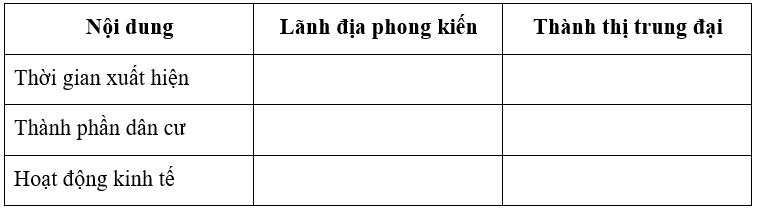 Nội dung Lãnh địa phong kiến Thành thị trung đại
Thời gian xuất hiện
Thành phần dân cư
Hoạt động kinh tế